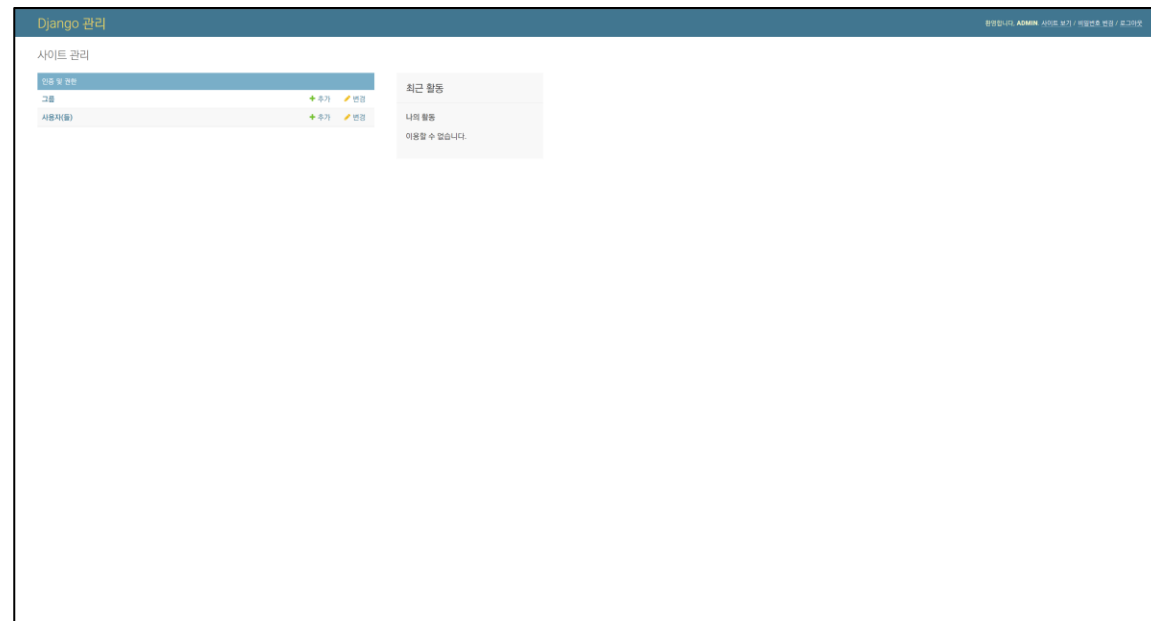 Django 관리
환영합니다, ADMIN 사이트 보기 / 비밀번호 변경 / 로그아웃
사이트 관리
인증 및 권한
그룹 추가 변경
사용자(들) 추가 변경
최근 활동
나의 활동
이용할 수 없습니다.